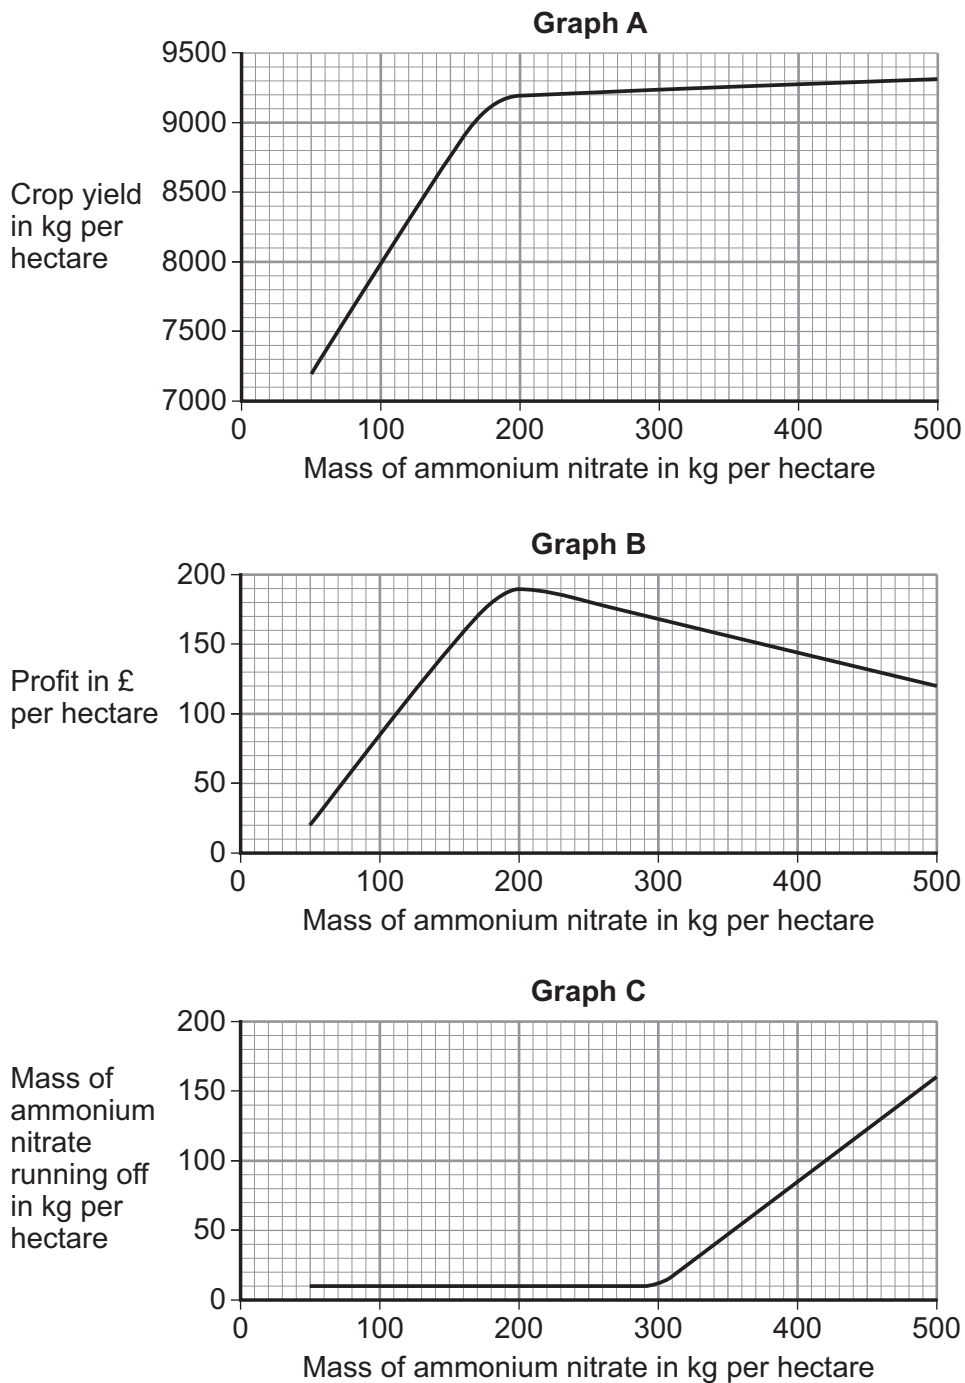 Graph A
9500
9000
8500
8000
7500
7000
Crop yield
in kg per
hectare
0 100 200 300 400 500
Mass of ammonium nitrate in kg per hectare
Graph B
200
150
100
50
0
Profit in £
per hectare
0 100 200 300 400 500
Mass of ammonium nitrate in kg per hectare
Graph C
200
150
100
50
0
Mass of
ammonium
nitrate
running off
in kg per
hectare
0 100 200 300 400 500
Mass of ammonium nitrate in kg per hectare